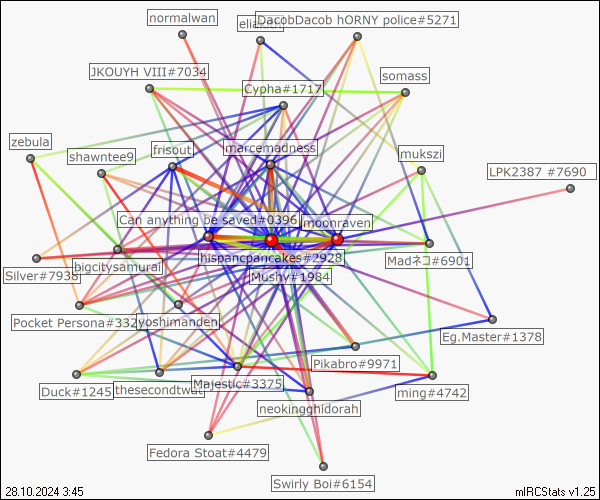 normalwan
DacobDacob hORNY police#5271
JKOUYH VIII#7034
somass
Cypha#1717
zebula
shawntee9
frisout
marcemadness
mukszi
LPK2387 #7690
Can anything be saved#0396
moonraven
hispancpancakes#2928
Madネコ#6901
Silver#7938
bigcitysamurai
Mushy#1984
Pocket Persona#332
yoshimanden
Eg.Master#1378
Pikabro#9971
Duck#1245
thesecondtwat
Majestic#3375
ming#4742
neokingghidorah
Fedora Stoat#4479
Swirly Boi#6154
28.10.2024 3:45
mIRCStats v1.25